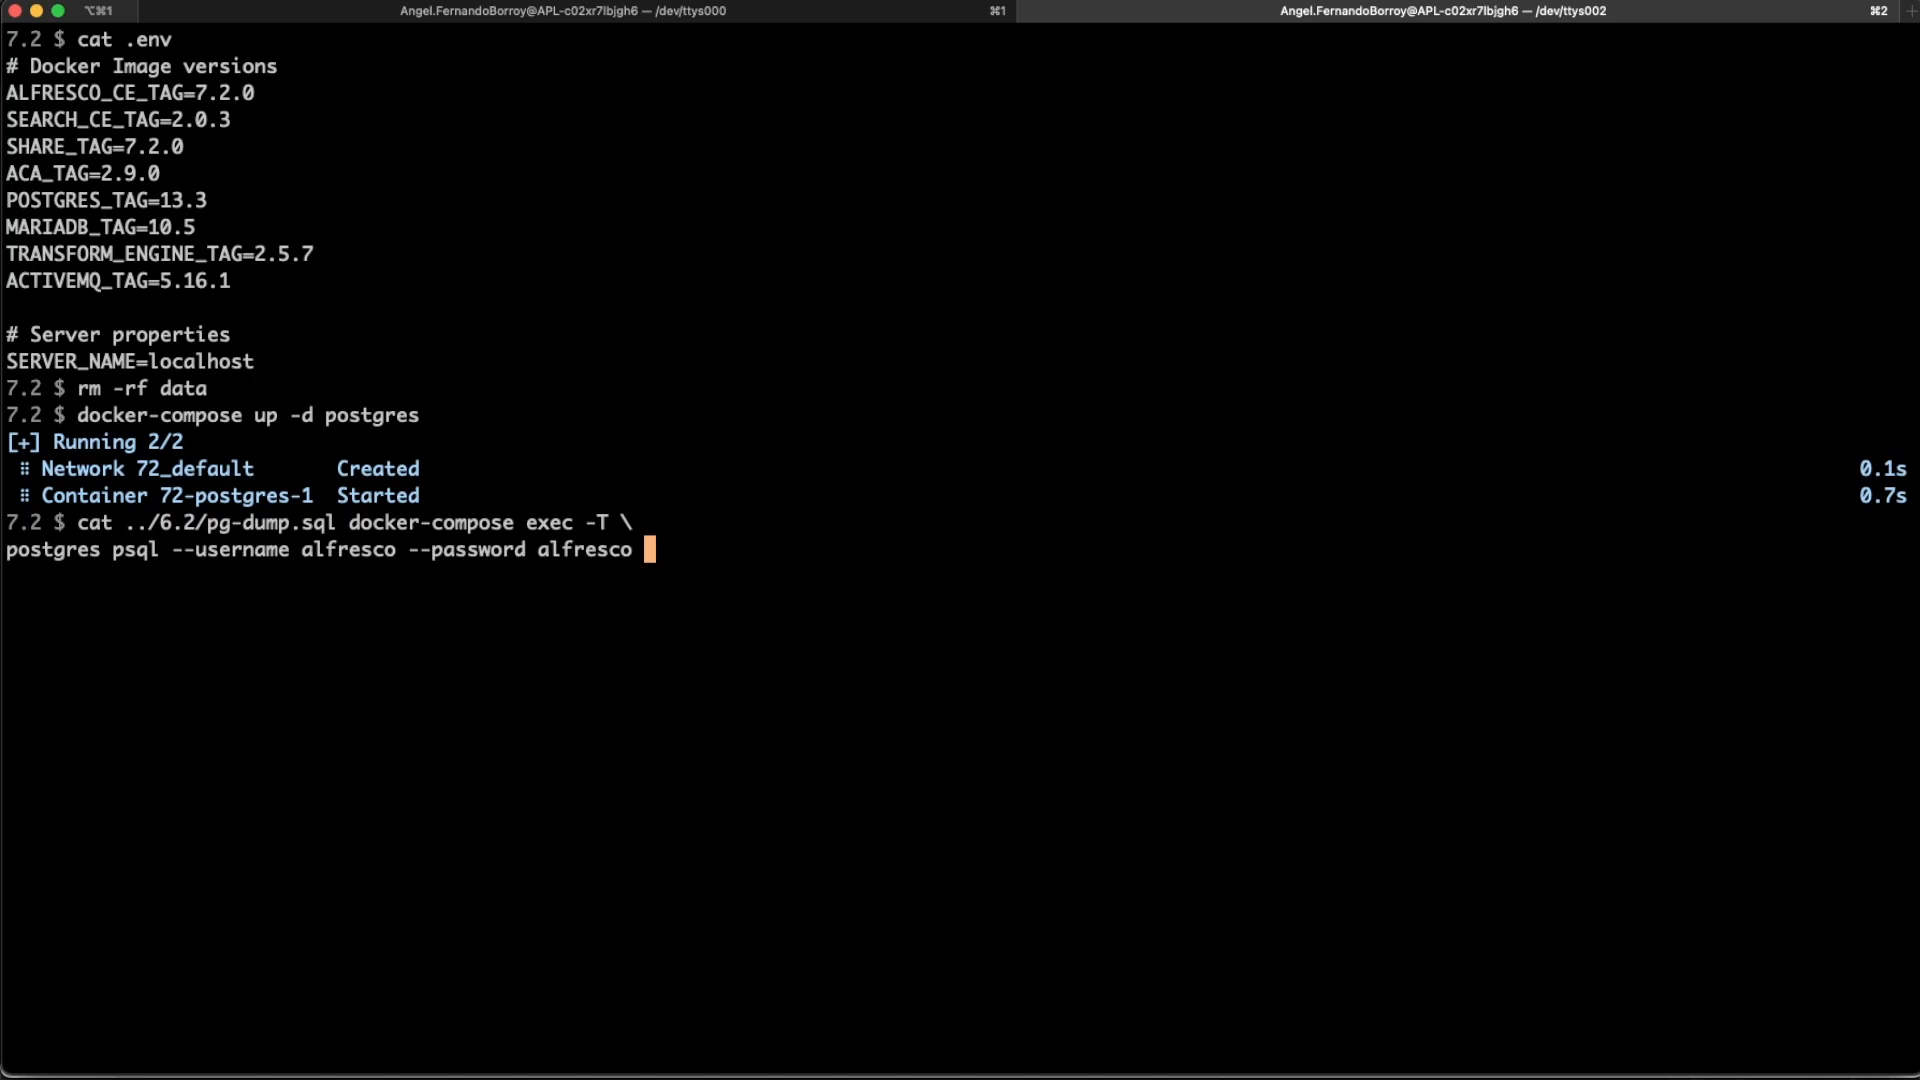 ⌥⌘1 Angel.FernandoBorroy@APL-c02xr7lbjgh6 — /dev/ttys000 ⌘1 Angel.FernandoBorroy@APL-c02xr7lbjgh6 — /dev/ttys002 ⌘2 +
7.2 $ cat .env
# Docker Image versions
ALFRESCO_CE_TAG=7.2.0
SEARCH_CE_TAG=2.0.3
SHARE_TAG=7.2.0
ACA_TAG=2.9.0
POSTGRES_TAG=13.3
MARIADB_TAG=10.5
TRANSFORM_ENGINE_TAG=2.5.7
ACTIVEMQ_TAG=5.16.1
# Server properties
SERVER_NAME=localhost
7.2 $ rm -rf data
7.2 $ docker-compose up -d postgres
[+] Running 2/2
⠿ Network 72_default Created 0.1s
⠿ Container 72-postgres-1 Started 0.7s
7.2 $ cat ../6.2/pg-dump.sql docker-compose exec -T \
postgres psql --username alfresco --password alfresco